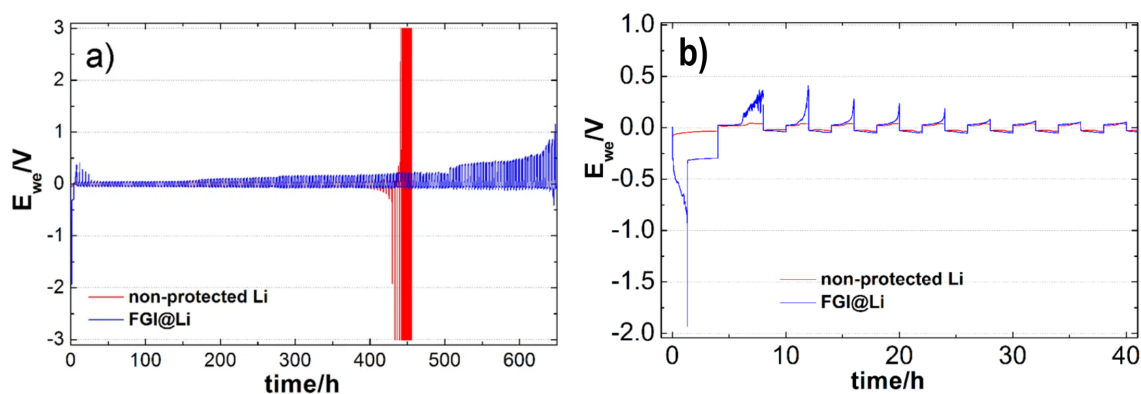 a)
E_we/V
3
2
1
0
-1
-2
-3
non-protected Li
FGI@Li
0 100 200 300 400 500 600
time/h
b)
E_we/V
1.0
0.5
0.0
-0.5
-1.0
-1.5
-2.0
non-protected Li
FGI@Li
0 10 20 30 40
time/h